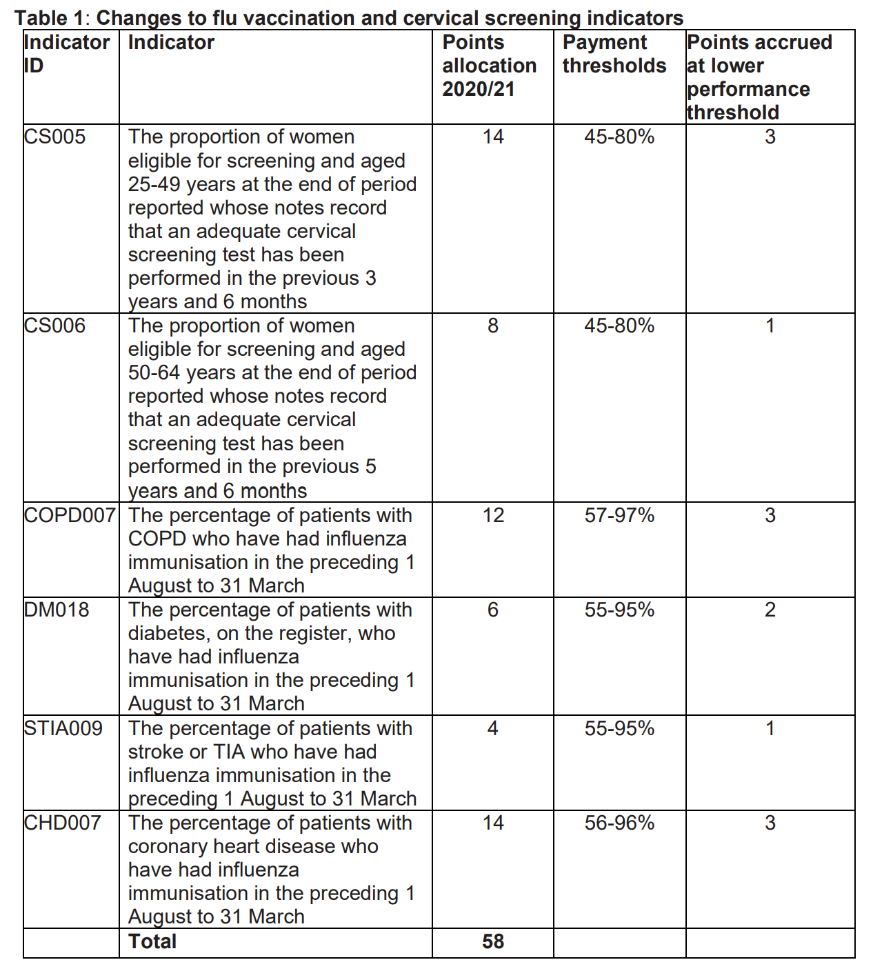 Table 1: Changes to flu vaccination and cervical screening indicators
Indicator ID | Indicator | Points allocation 2020/21 | Payment thresholds | Points accrued at lower performance threshold
CS005 | The proportion of women | 14 | 45-80% | 3
eligible for screening and aged
25-49 years at the end of period
reported whose notes record
that an adequate cervical
screening test has been
performed in the previous 3
years and 6 months
CS006 | The proportion of women | 8 | 45-80% | 1
eligible for screening and aged
50-64 years at the end of period
reported whose notes record
that an adequate cervical
screening test has been
performed in the previous 5
years and 6 months
COPD007 | The percentage of patients with | 12 | 57-97% | 3
COPD who have had influenza
immunisation in the preceding 1
August to 31 March
DM018 | The percentage of patients with | 6 | 55-95% | 2
diabetes, on the register, who
have had influenza
immunisation in the preceding 1
August to 31 March
STIA009 | The percentage of patients with | 4 | 55-95% | 1
stroke or TIA who have had
influenza immunisation in the
preceding 1 August to 31 March
CHD007 | The percentage of patients with | 14 | 56-96% | 3
coronary heart disease who
have had influenza
immunisation in the preceding 1
August to 31 March
Total | 58